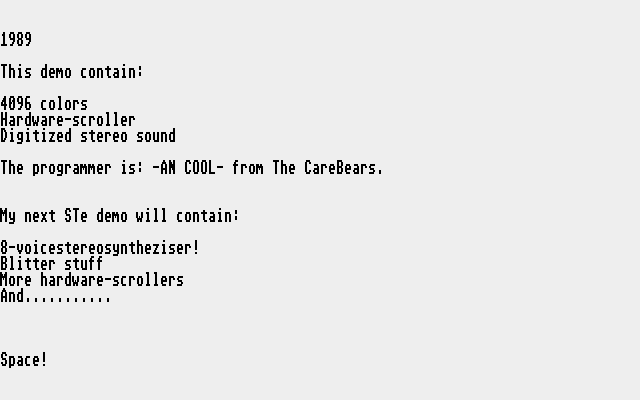 1989
This demo contain:
4096 colors
Hardware-scroller
Digitized stereo sound
The programmer is: -AN COOL- from The CareBears.
My next STe demo will contain:
8-voicestereosyntheziser!
Blitter stuff
More hardware-scrollers
And...........
Space!